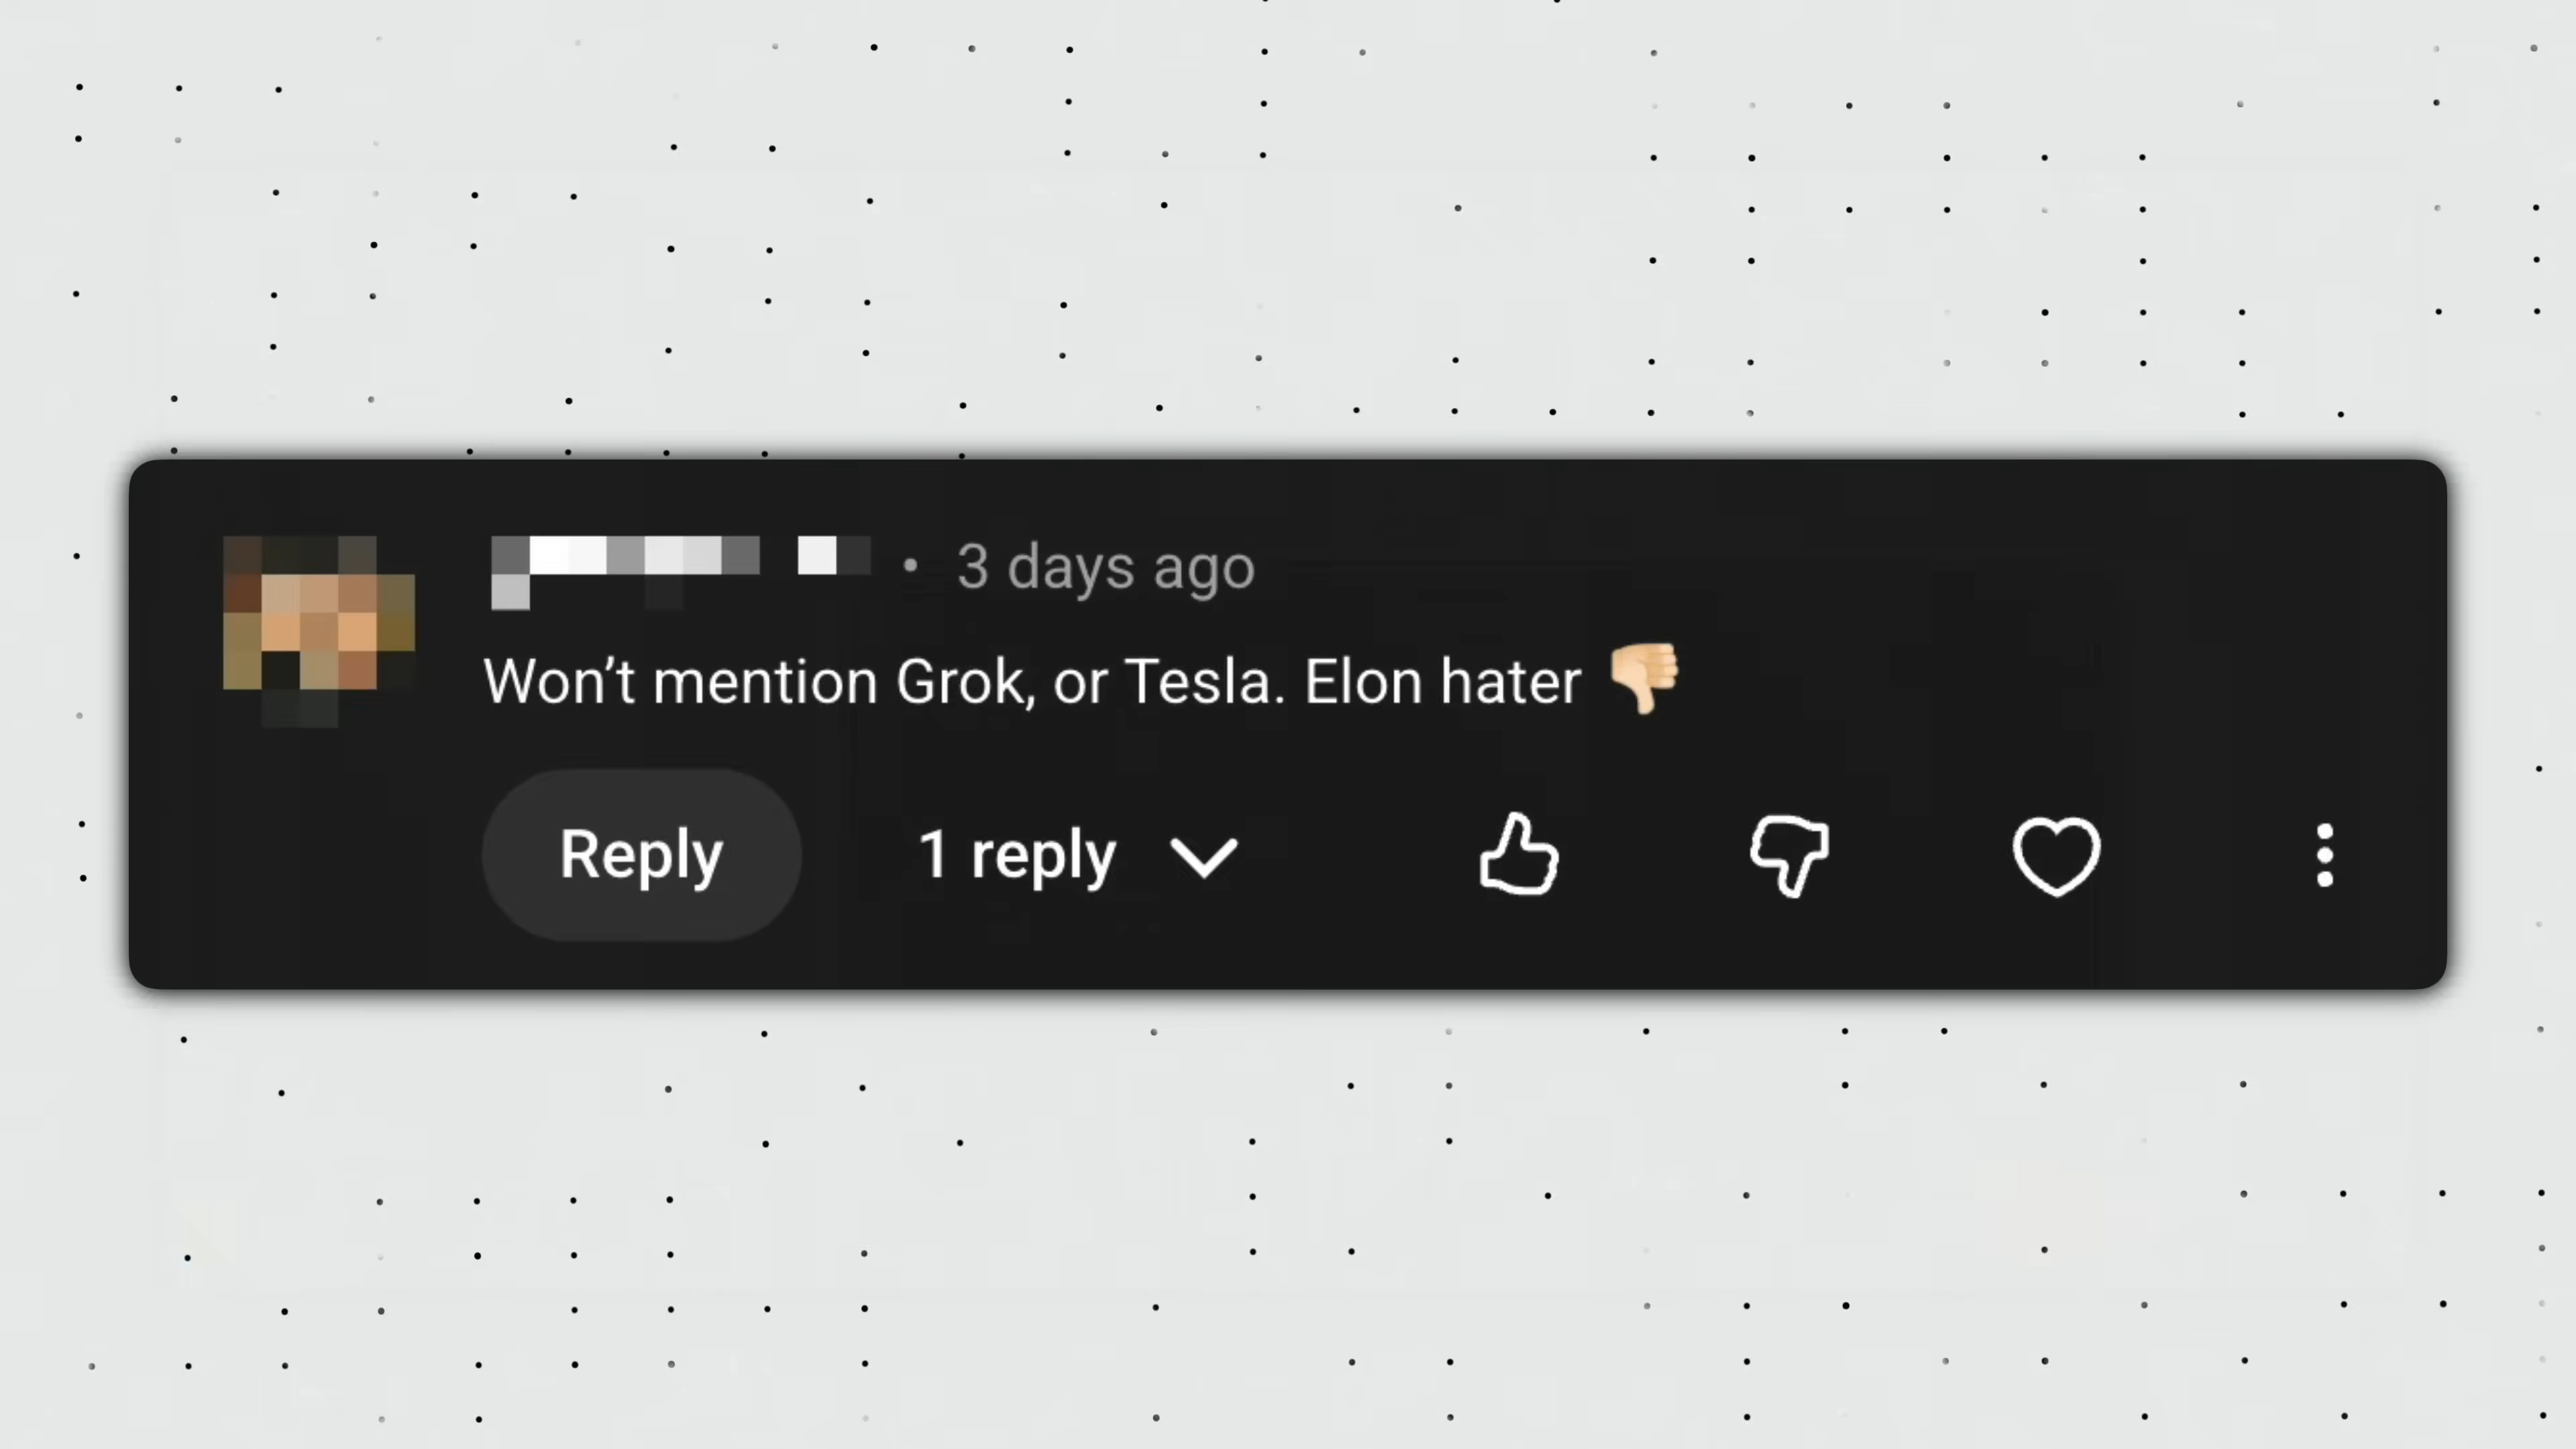 • 3 days ago
Won’t mention Grok, or Tesla. Elon hater 👎🏻
Reply
1 reply